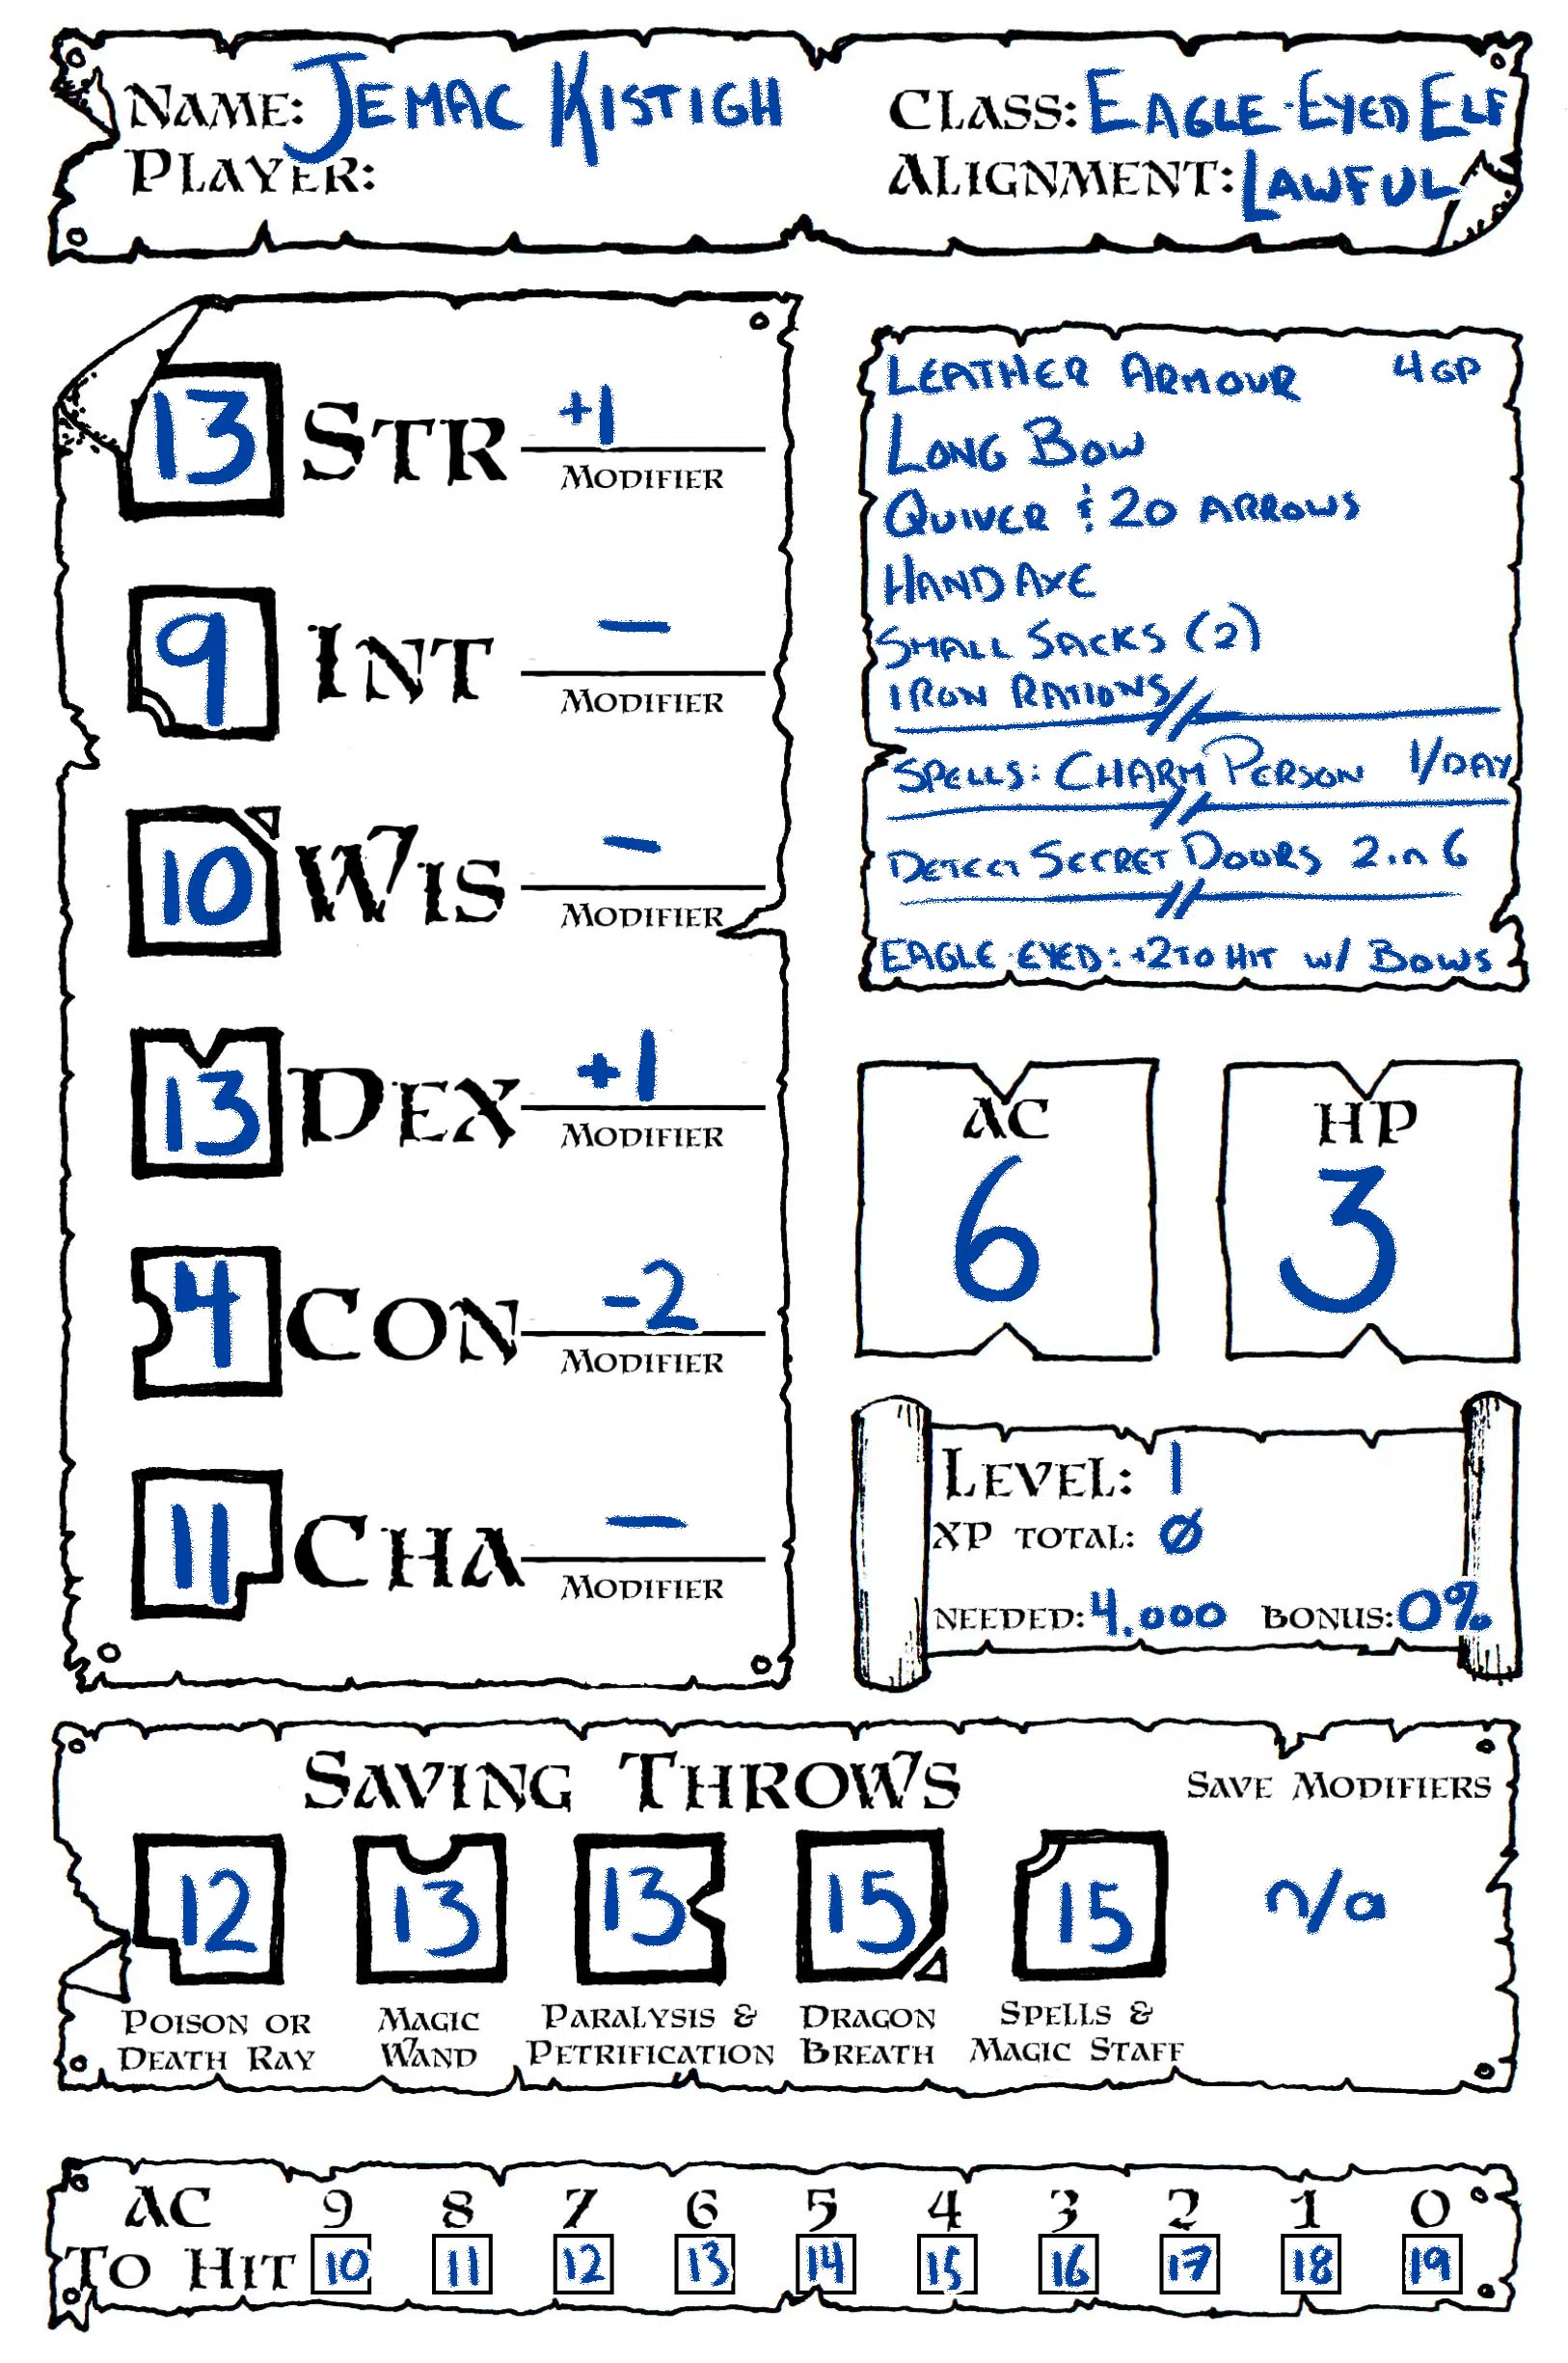 NAME: JEMAC KISTIGH
PLAYER:
CLASS: EAGLE-EYED ELF
ALIGNMENT: LAWFUL
13 STR +1
MODIFIER
9 INT —
MODIFIER
10 WIS —
MODIFIER
13 DEX +1
MODIFIER
4 CON -2
MODIFIER
11 CHA —
MODIFIER
LEATHER ARMOUR 4 GP
LONG BOW
QUIVER & 20 ARROWS
HAND AXE
SMALL SACKS (2)
IRON RATIONS
SPELLS: CHARM PERSON 1/DAY
DETECT SECRET DOORS 2 in 6
EAGLE-EYED: +2 TO HIT w/ BOWS
AC HP
6 3
LEVEL: 1
XP TOTAL: Ø
NEEDED: 4,000 BONUS: 0%
SAVING THROWS SAVE MODIFIERS
12 13 13 15 15 n/a
POISON OR MAGIC PARALYSIS & DRAGON SPELLS &
DEATH RAY WAND PETRIFICATION BREATH MAGIC STAFF
AC 9 8 7 6 5 4 3 2 1 0
TO HIT 10 11 12 13 14 15 16 17 18 19